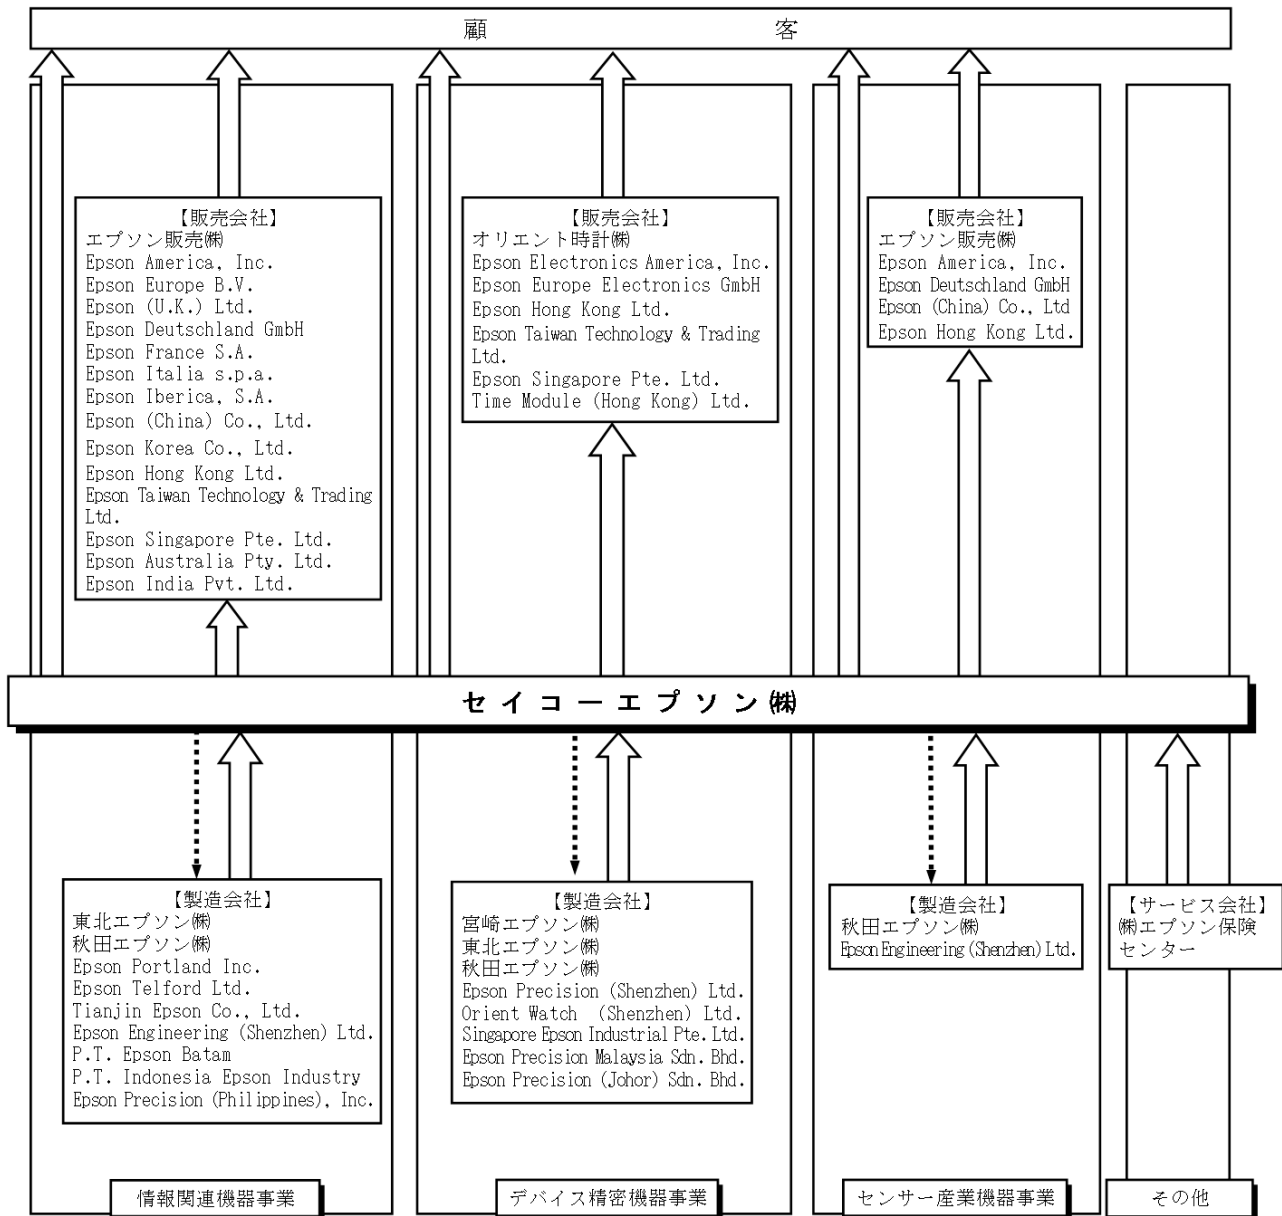 顧客
【販売会社】
エプソン販売㈱
Epson America, Inc.
Epson Europe B.V.
Epson (U.K.) Ltd.
Epson Deutschland GmbH
Epson France S.A.
Epson Italia s.p.a.
Epson Iberica, S.A.
Epson (China) Co., Ltd.
Epson Korea Co., Ltd.
Epson Hong Kong Ltd.
Epson Taiwan Technology & Trading
Ltd.
Epson Singapore Pte. Ltd.
Epson Australia Pty. Ltd.
Epson India Pvt. Ltd.
【販売会社】
オリエント時計㈱
Epson Electronics America, Inc.
Epson Europe Electronics GmbH
Epson Hong Kong Ltd.
Epson Taiwan Technology & Trading
Ltd.
Epson Singapore Pte. Ltd.
Time Module (Hong Kong) Ltd.
【販売会社】
エプソン販売㈱
Epson America, Inc.
Epson Deutschland GmbH
Epson (China) Co., Ltd
Epson Hong Kong Ltd.
セイコーエプソン㈱
【製造会社】
東北エプソン㈱
秋田エプソン㈱
Epson Portland Inc.
Epson Telford Ltd.
Tianjin Epson Co., Ltd.
Epson Engineering (Shenzhen) Ltd.
P.T. Epson Batam
P.T. Indonesia Epson Industry
Epson Precision (Philippines), Inc.
【製造会社】
宮崎エプソン㈱
東北エプソン㈱
秋田エプソン㈱
Epson Precision (Shenzhen) Ltd.
Orient Watch (Shenzhen) Ltd.
Singapore Epson Industrial Pte. Ltd.
Epson Precision Malaysia Sdn. Bhd.
Epson Precision (Johor) Sdn. Bhd.
【製造会社】
秋田エプソン㈱
Epson Engineering (Shenzhen) Ltd.
【サービス会社】
㈱エプソン保険
センター
情報関連機器事業
デバイス精密機器事業
センサー産業機器事業
その他